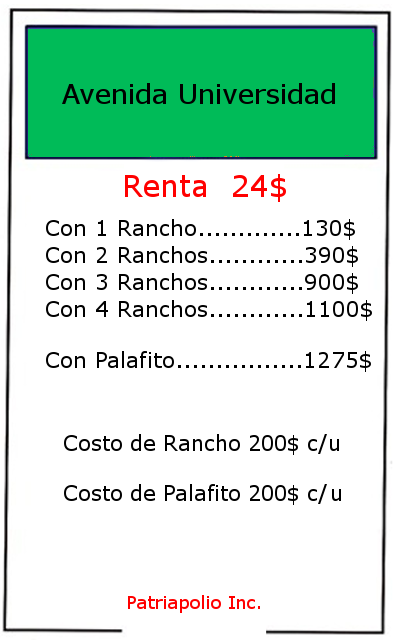 Avenida Universidad
Renta 24$
Con 1 Rancho.............130$
Con 2 Ranchos............390$
Con 3 Ranchos............900$
Con 4 Ranchos............1100$
Con Palafito................1275$
Costo de Rancho 200$ c/u
Costo de Palafito 200$ c/u
Patriapolio Inc.